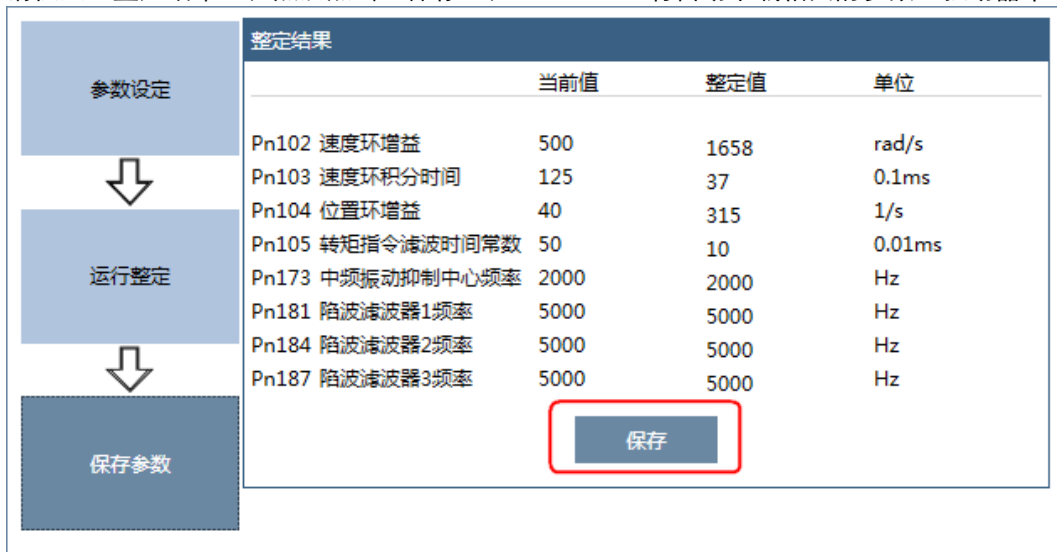 整定结果
当前值 整定值 单位
Pn102 速度环增益 500 1658 rad/s
Pn103 速度环积分时间 125 37 0.1ms
Pn104 位置环增益 40 315 1/s
Pn105 转矩指令滤波时间常数 50 10 0.01ms
Pn173 中频振动抑制中心频率 2000 2000 Hz
Pn181 陷波滤波器1频率 5000 5000 Hz
Pn184 陷波滤波器2频率 5000 5000 Hz
Pn187 陷波滤波器3频率 5000 5000 Hz
保存
参数设定
运行整定
保存参数